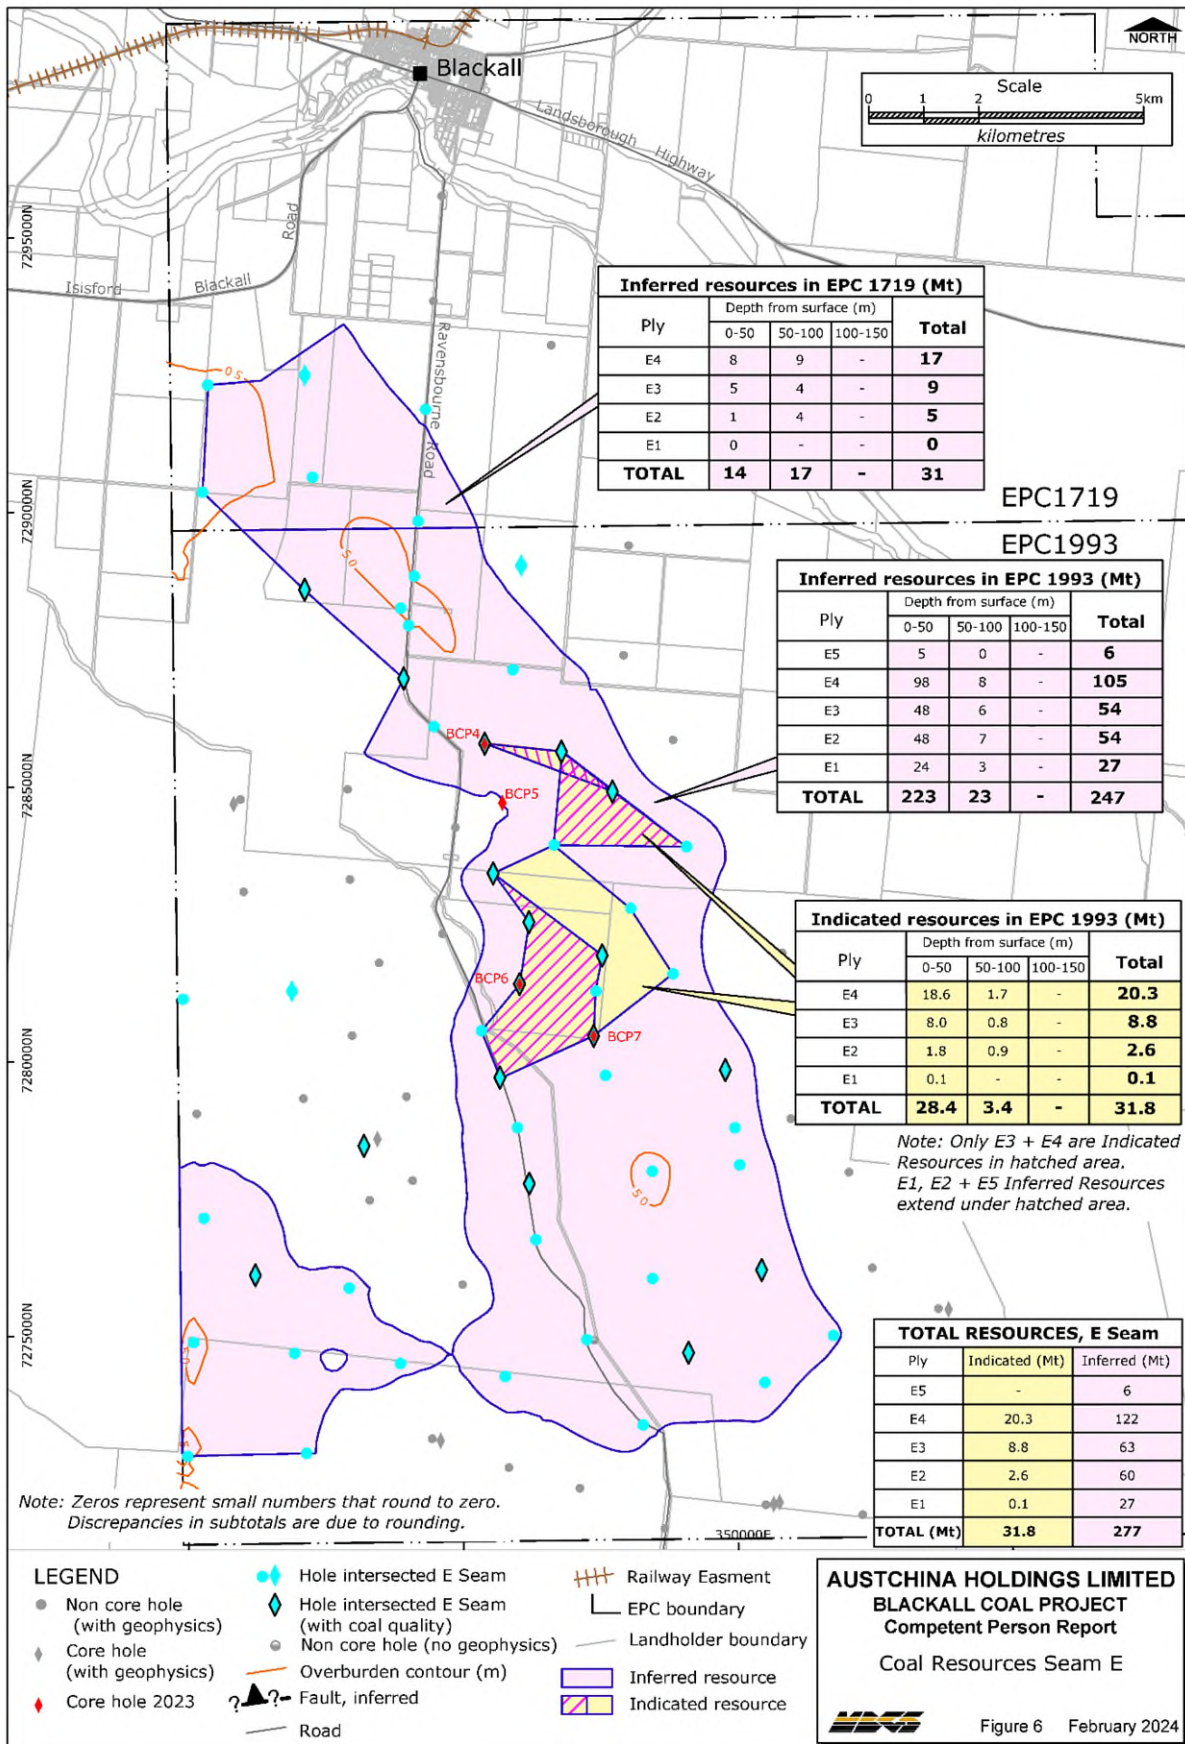 NORTH
Blackall
Scale
0 1 2 5km
kilometres
Landsborough Highway
7295000N
Road
Isisford Blackall
Ravensbourne Road
50
Inferred resources in EPC 1719 (Mt)
Ply Depth from surface (m) Total
0-50 50-100 100-150
E4 8 9 - 17
E3 5 4 - 9
E2 1 4 - 5
E1 0 - - 0
TOTAL 14 17 - 31
7290000N
EPC1719
EPC1993
50
Inferred resources in EPC 1993 (Mt)
Ply Depth from surface (m) Total
0-50 50-100 100-150
E5 5 0 - 6
E4 98 8 - 105
E3 48 6 - 54
E2 48 7 - 54
E1 24 3 - 27
TOTAL 223 23 - 247
BCP4
7285000N
BCP5
Indicated resources in EPC 1993 (Mt)
Ply Depth from surface (m) Total
0-50 50-100 100-150
E4 18.6 1.7 - 20.3
E3 8.0 0.8 - 8.8
E2 1.8 0.9 - 2.6
E1 0.1 - - 0.1
TOTAL 28.4 3.4 - 31.8
BCP6
BCP7
7280000N
Note: Only E3 + E4 are Indicated
Resources in hatched area.
E1, E2 + E5 Inferred Resources
extend under hatched area.
50
7275000N
50
50
TOTAL RESOURCES, E Seam
Ply Indicated (Mt) Inferred (Mt)
E5 - 6
E4 20.3 122
E3 8.8 63
E2 2.6 60
E1 0.1 27
TOTAL (Mt) 31.8 277
Note: Zeros represent small numbers that round to zero.
Discrepancies in subtotals are due to rounding.
350000E
LEGEND
Non core hole
(with geophysics)
Core hole
(with geophysics)
Core hole 2023
Hole intersected E Seam
Hole intersected E Seam
(with coal quality)
Non core hole (no geophysics)
Overburden contour (m)
? ? Fault, inferred
Road
Railway Easment
EPC boundary
Landholder boundary
Inferred resource
Indicated resource
AUSTCHINA HOLDINGS LIMITED
BLACKALL COAL PROJECT
Competent Person Report
Coal Resources Seam E
Figure 6 February 2024